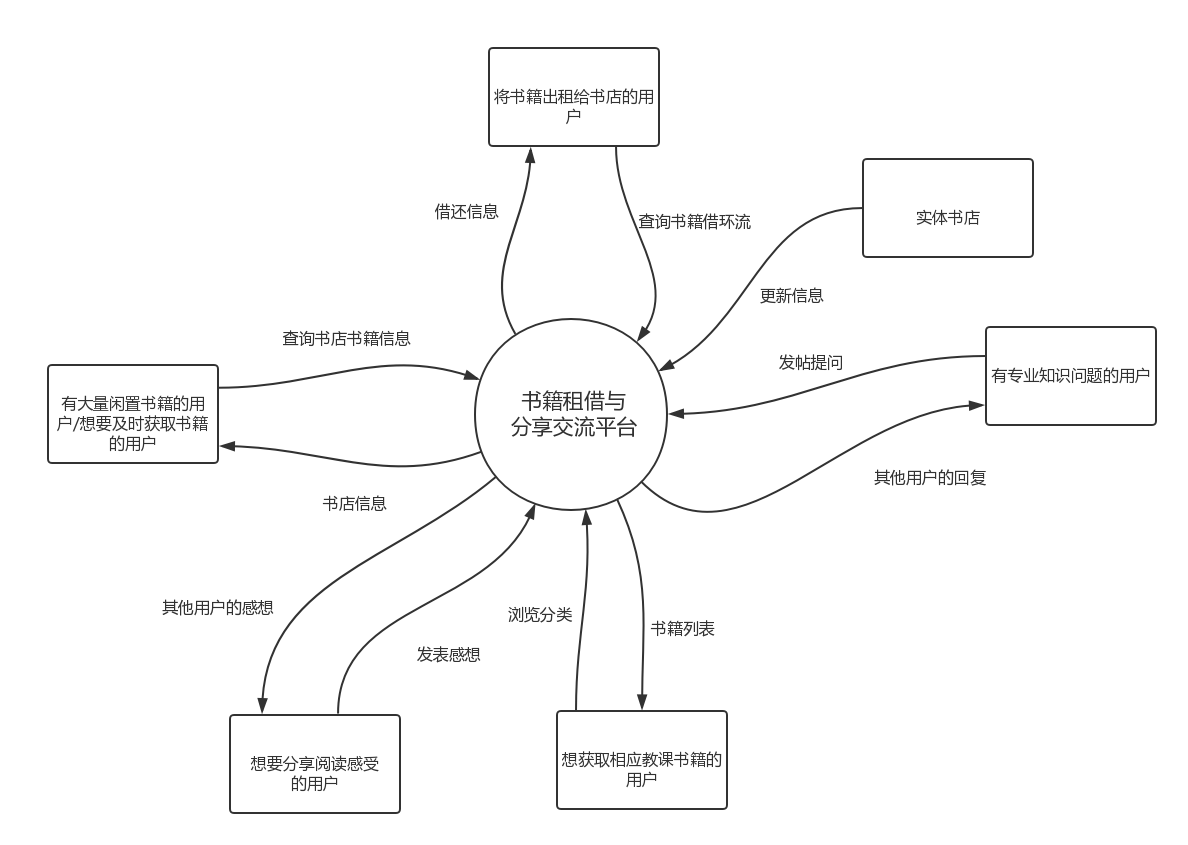 将书籍出租给书店的用
户
实体书店
借还信息
查询书籍借环流
更新信息
查询书店书籍信息
发帖提问
有专业知识问题的用户
书籍租借与
分享交流平台
有大量闲置书籍的用
户/想要及时获取书籍
的用户
其他用户的回复
书店信息
其他用户的感想
浏览分类
书籍列表
发表感想
想要分享阅读感受
的用户
想获取相应教课书籍的
用户